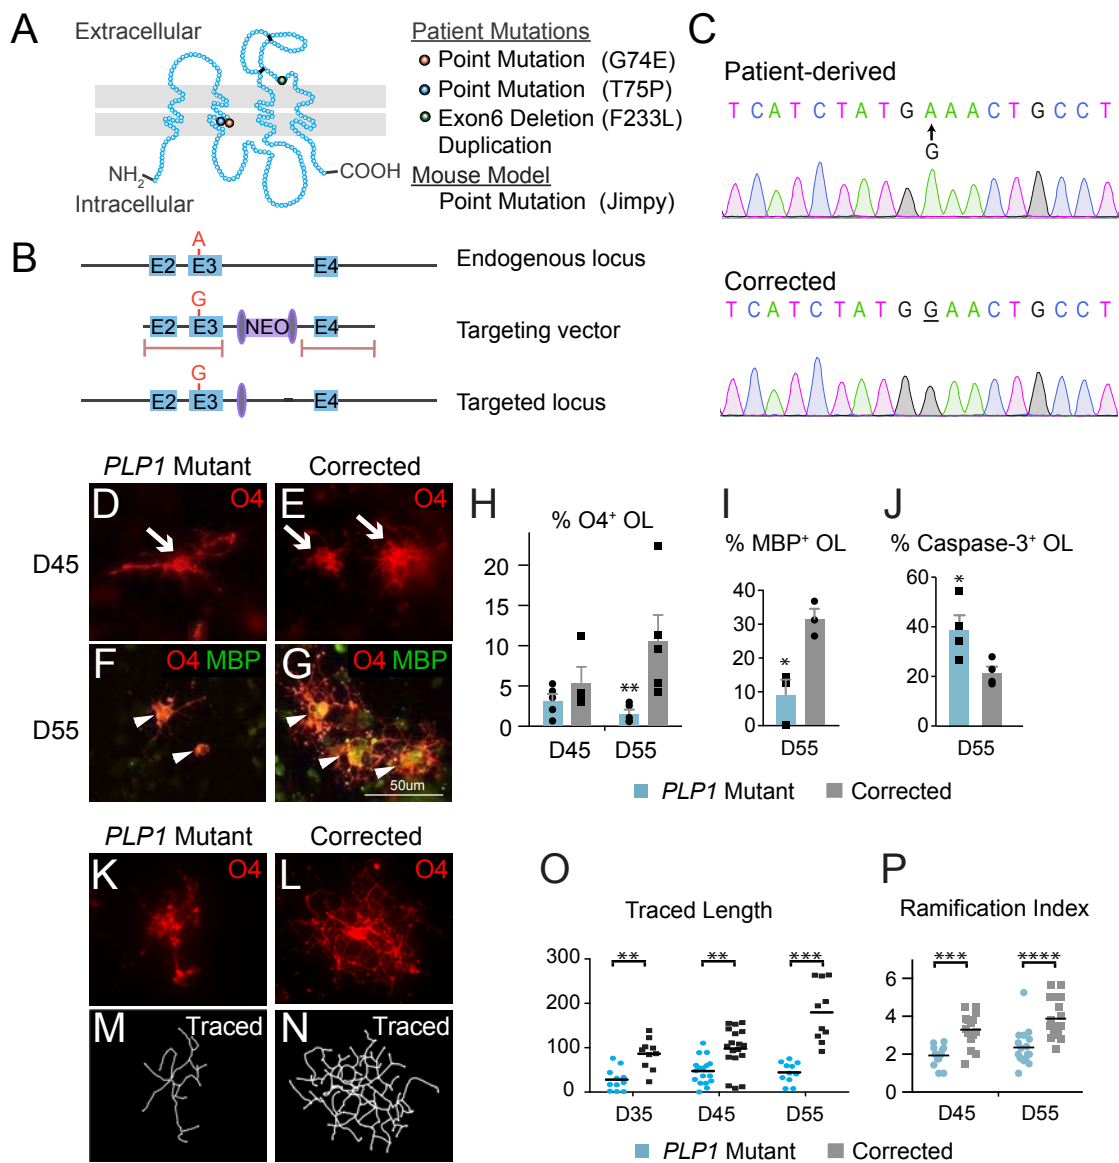 A
Extracellular
NH2
Intracellular
COOH
Patient Mutations
Point Mutation (G74E)
Point Mutation (T75P)
Exon6 Deletion (F233L)
Duplication
Mouse Model
Point Mutation (Jimpy)
B
A
E2 E3 E4
Endogenous locus
G
E2 E3 NEO E4
Targeting vector
G
E2 E3 E4
Targeted locus
C
Patient-derived
T C A T C T A T G A A A C T G C C T
G
Corrected
T C A T C T A T G G A A C T G C C T
PLP1 Mutant Corrected
D45
D O4
E O4
D55
F O4 MBP
G O4 MBP
50um
H
% O4+ OL
20
15
10
5
0
**
D45 D55
I
% MBP+ OL
40
30
20
10
0
*
D55
J
% Caspase-3+ OL
60
40
20
0
*
D55
PLP1 Mutant Corrected
PLP1 Mutant Corrected
K O4
L O4
M Traced
N Traced
O
Traced Length
300
200
100
0
** ** ***
D35 D45 D55
P
Ramification Index
6
4
2
0
*** ****
D45 D55
PLP1 Mutant Corrected